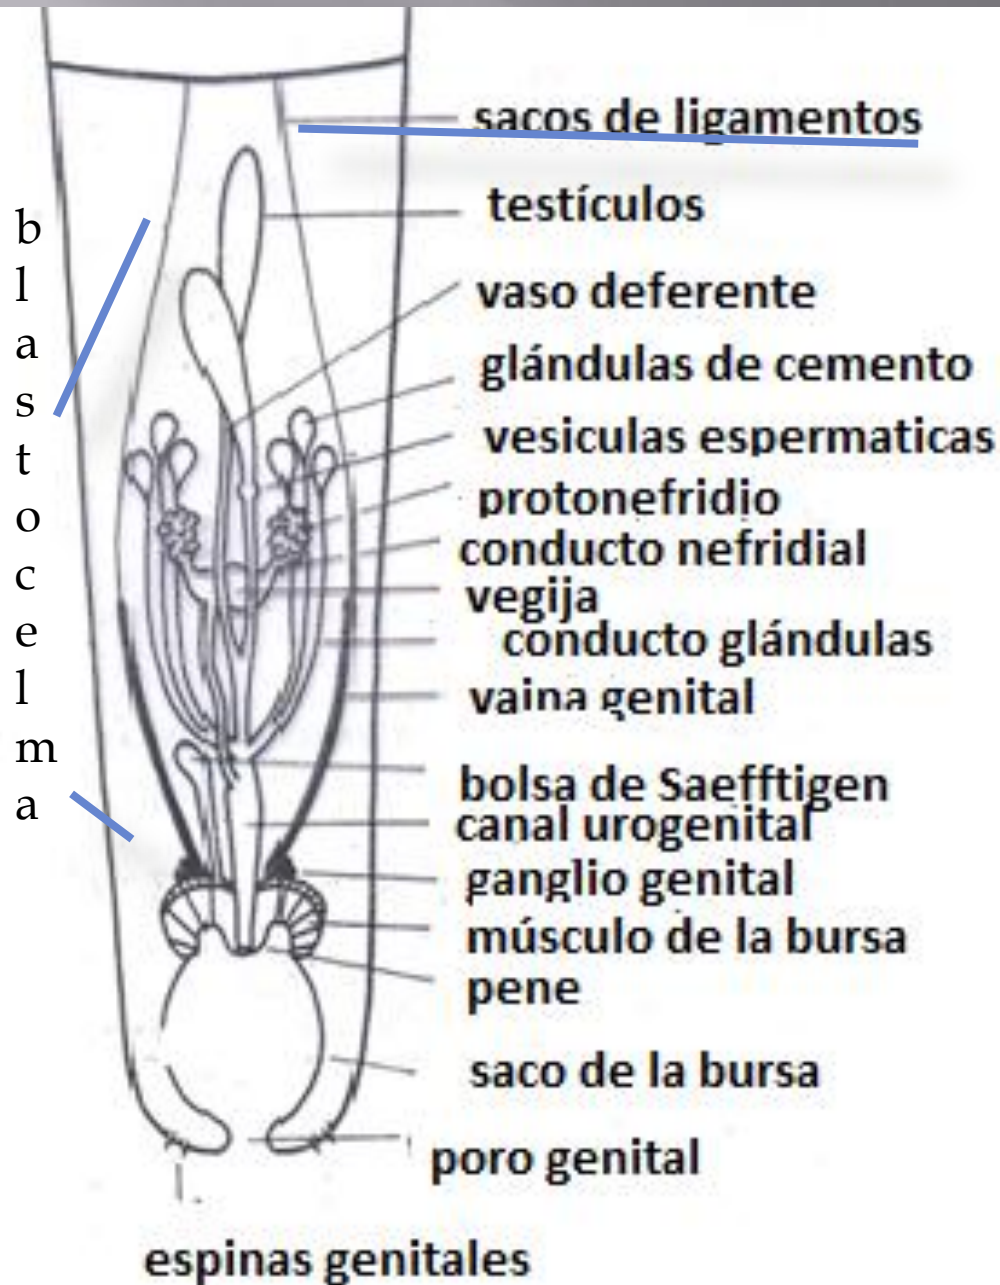 sacos de ligamentos
testículos
vaso deferente
glándulas de cemento
vesiculas espermaticas
protonefridio
conducto nefridial
vegija
conducto glándulas
vaina genital
bolsa de Saefftigen
canal urogenital
ganglio genital
músculo de la bursa
pene
saco de la bursa
poro genital
espinas genitales
b
l
a
s
t
o
c
e
l
m
a